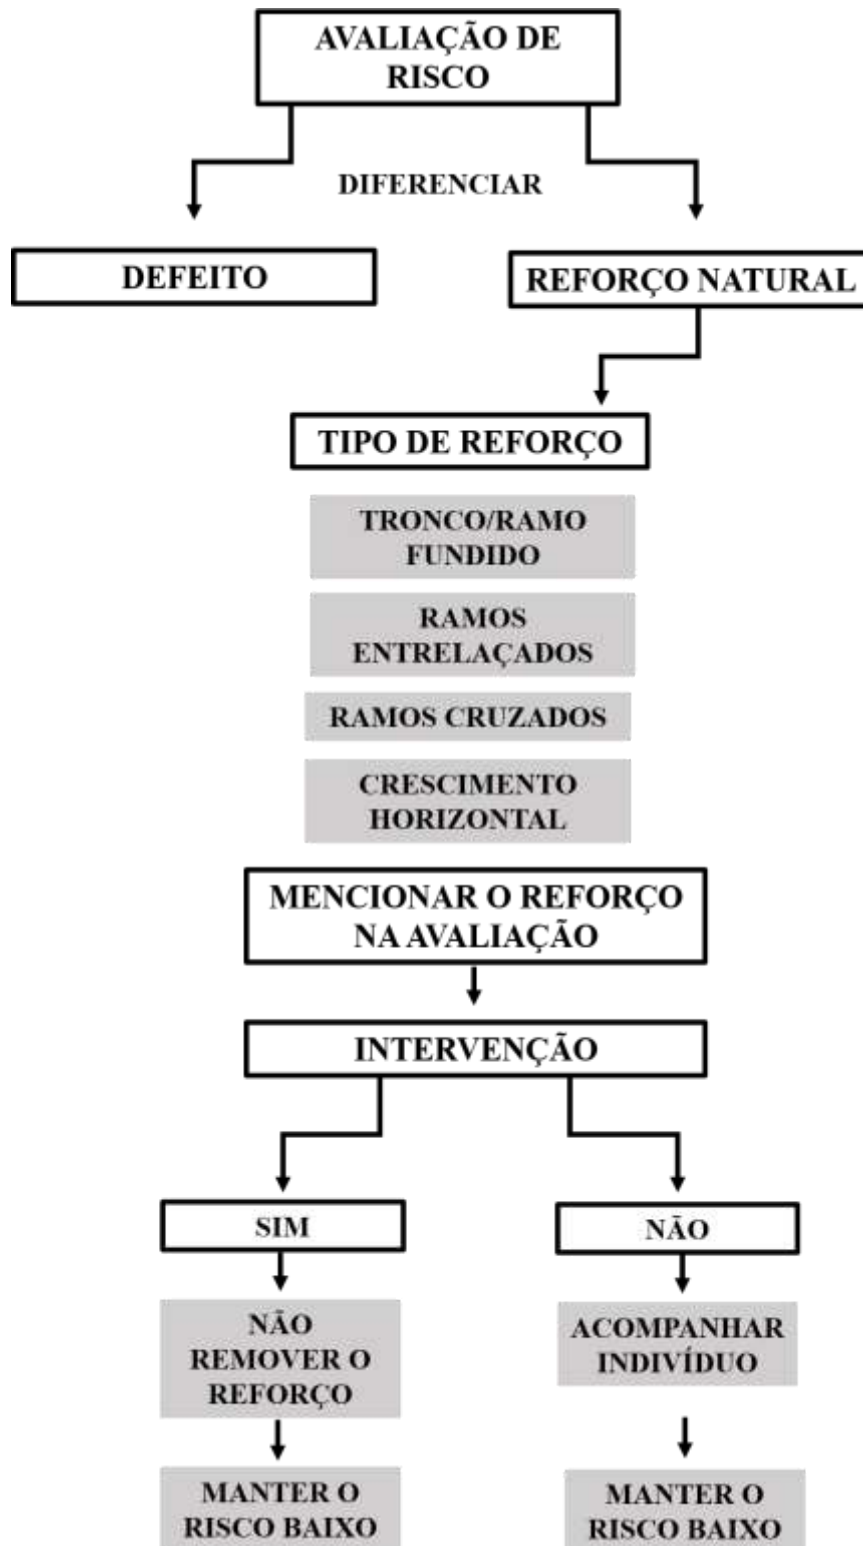 AVALIAÇÃO DE
RISCO
DIFERENCIAR
DEFEITO
REFORÇO NATURAL
TIPO DE REFORÇO
TRONCO/RAMO
FUNDIDO
RAMOS
ENTRELAÇADOS
RAMOS CRUZADOS
CRESCIMENTO
HORIZONTAL
MENCIONAR O REFORÇO
NA AVALIAÇÃO
INTERVENÇÃO
SIM
NÃO
NÃO
REMOVER O
REFORÇO
ACOMPANHAR
INDIVÍDUO
MANTER O
RISCO BAIXO
MANTER O
RISCO BAIXO